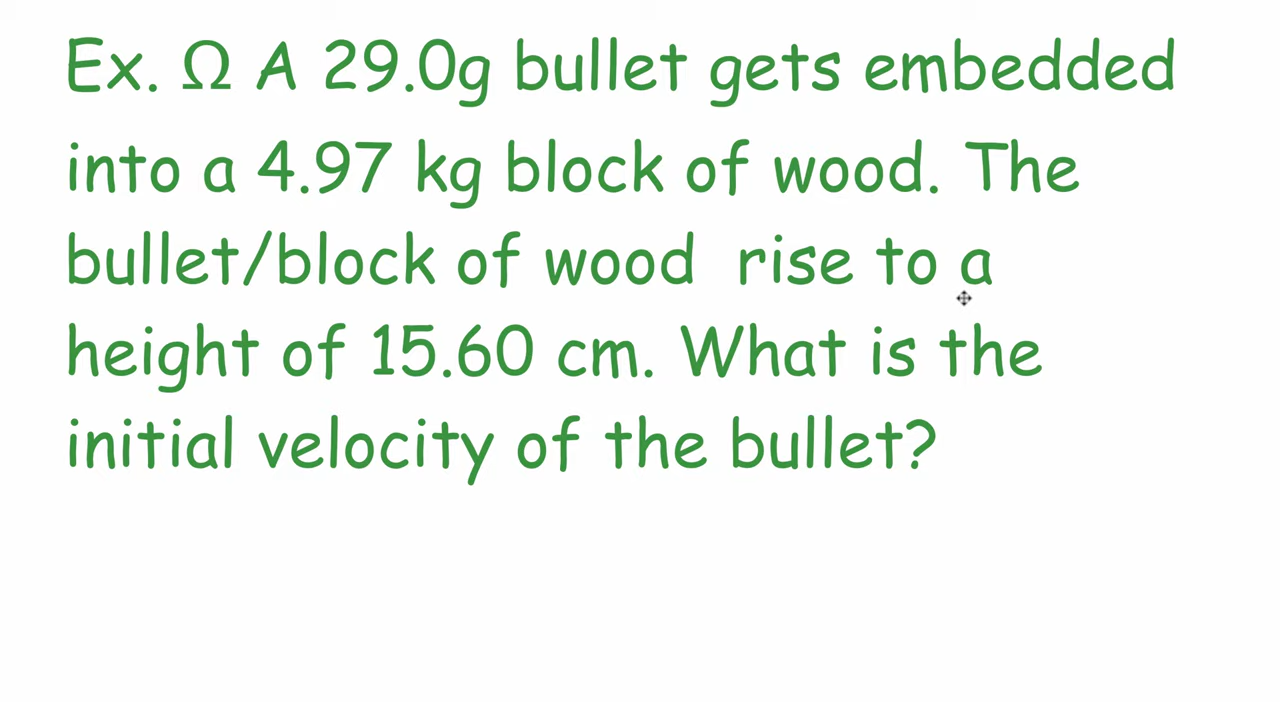 Ex. Ω A 29.0g bullet gets embedded
into a 4.97 kg block of wood. The
bullet/block of wood rise to a
height of 15.60 cm. What is the
initial velocity of the bullet?